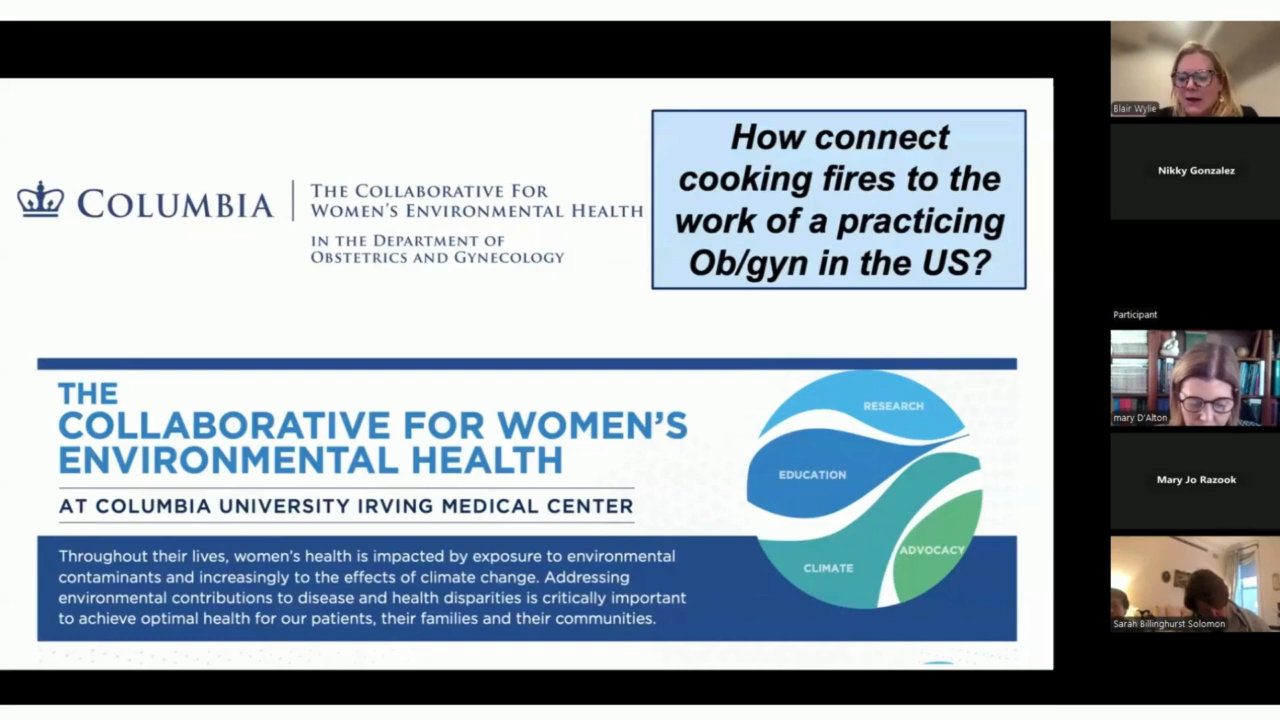 COLUMBIA
THE COLLABORATIVE FOR
WOMEN'S ENVIRONMENTAL HEALTH
IN THE DEPARTMENT OF
OBSTETRICS AND GYNECOLOGY
How connect
cooking fires to the
work of a practicing
Ob/gyn in the US?
THE
COLLABORATIVE FOR WOMEN'S
ENVIRONMENTAL HEALTH
AT COLUMBIA UNIVERSITY IRVING MEDICAL CENTER
Throughout their lives, women's health is impacted by exposure to environmental
contaminants and increasingly to the effects of climate change. Addressing
environmental contributions to disease and health disparities is critically important
to achieve optimal health for our patients, their families and their communities.
RESEARCH
EDUCATION
ADVOCACY
CLIMATE
Blair Wylie
Nikky Gonzalez
Participant
mary D'Alton
Mary Jo Razook
Sarah Billinghurst Solomon